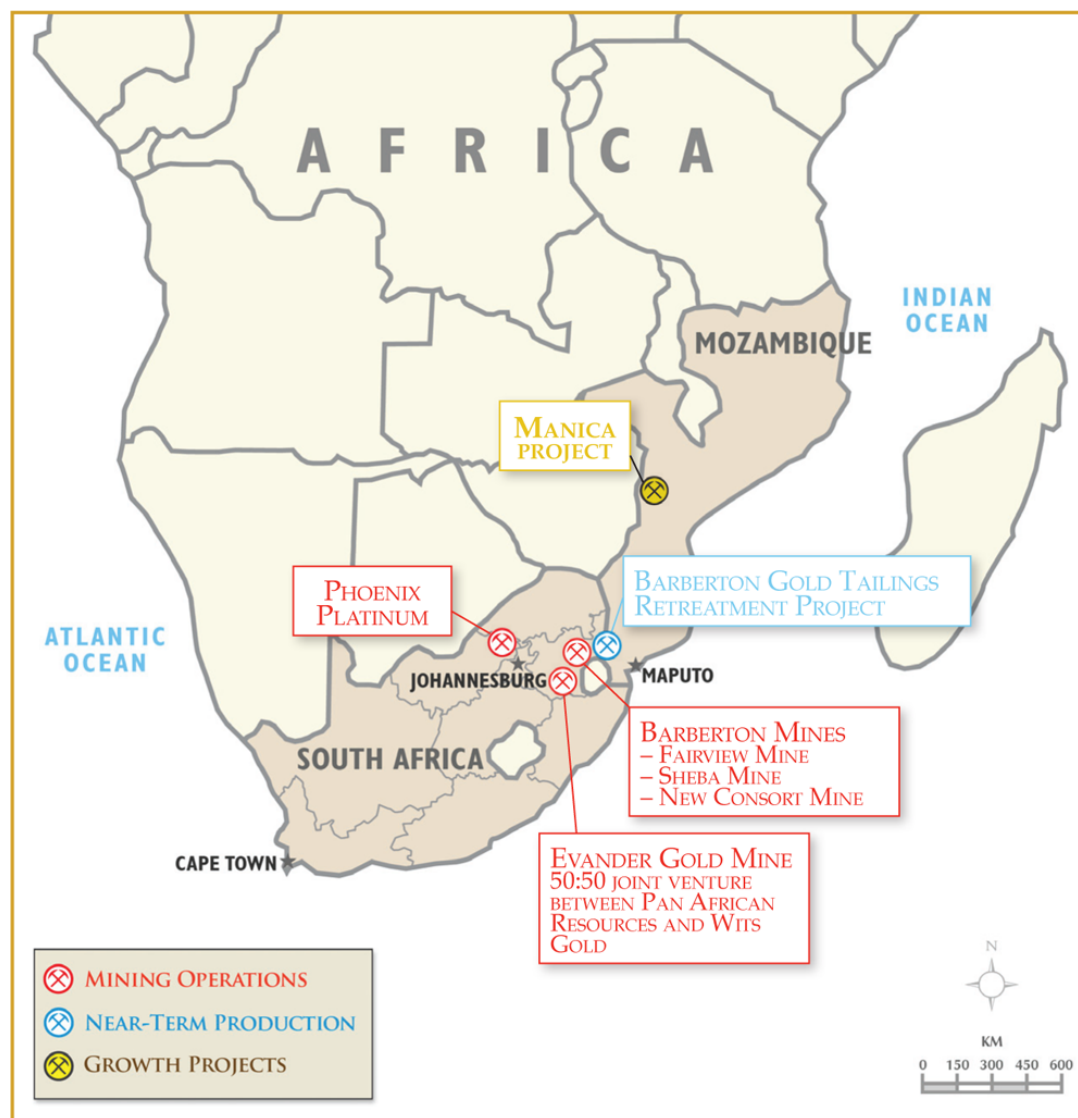 AFRICA
INDIAN
OCEAN
MOZAMBIQUE
MANICA
PROJECT
PHOENIX
PLATINUM
BARBERTON GOLD TAILINGS
RETREATMENT PROJECT
ATLANTIC
OCEAN
JOHANNESBURG
MAPUTO
SOUTH AFRICA
BARBERTON MINES
– FAIRVIEW MINE
– SHEBA MINE
– NEW CONSORT MINE
CAPE TOWN
EVANDER GOLD MINE
50:50 JOINT VENTURE
BETWEEN PAN AFRICAN
RESOURCES AND WITS
GOLD
MINING OPERATIONS
NEAR-TERM PRODUCTION
GROWTH PROJECTS
N
KM
0 150 300 450 600